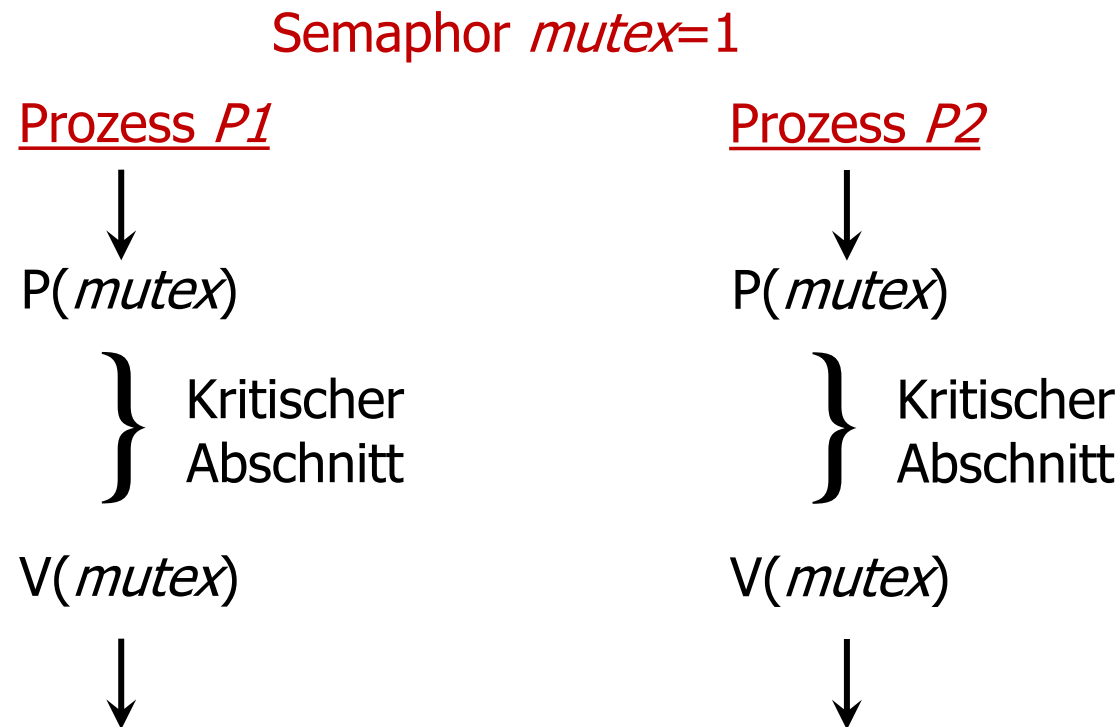 Semaphor mutex=1
Prozess P1
Prozess P2
P(mutex)
P(mutex)
} Kritischer
Abschnitt
} Kritischer
Abschnitt
V(mutex)
V(mutex)